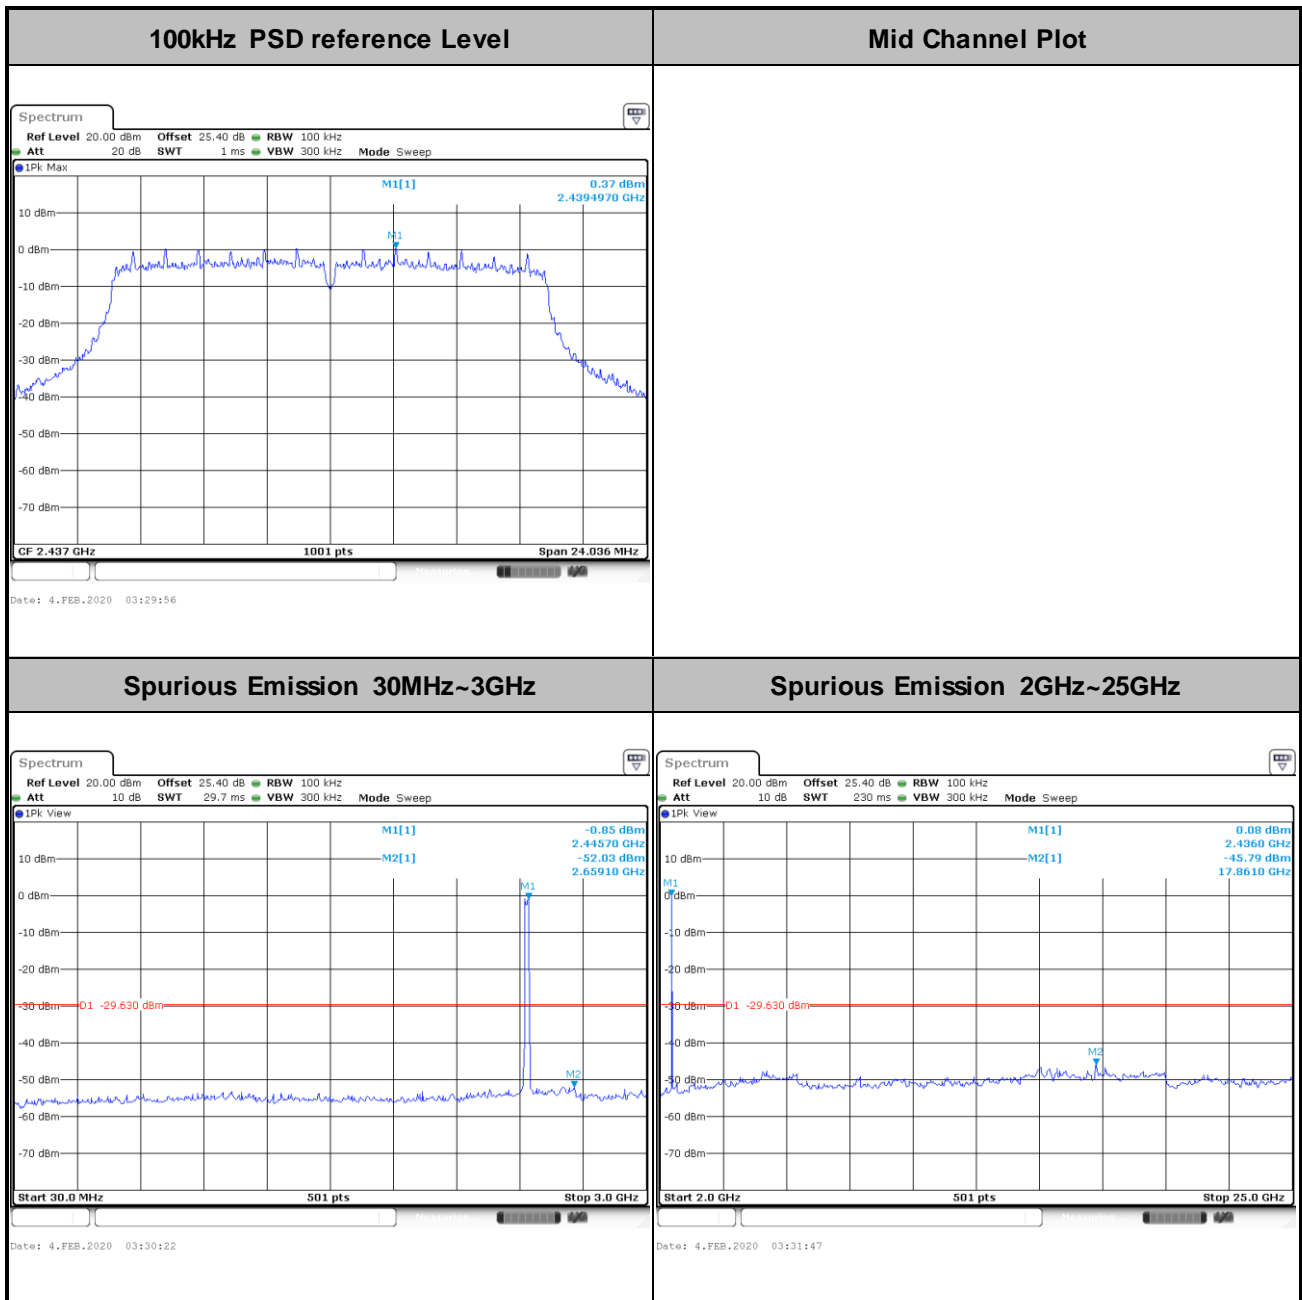 100kHz PSD reference Level
Mid Channel Plot
Spectrum
Ref Level 20.00 dBm Offset 25.40 dB RBW 100 kHz
Att 20 dB SWT 1 ms VBW 300 kHz Mode Sweep
1Pk Max
M1[1] 0.37 dBm
2.4394970 GHz
10 dBm
M1
0 dBm
-10 dBm
-20 dBm
-30 dBm
-40 dBm
-50 dBm
-60 dBm
-70 dBm
CF 2.437 GHz 1001 pts Span 24.036 MHz
Date: 4.FEB.2020 03:29:56
Spurious Emission 30MHz~3GHz
Spurious Emission 2GHz~25GHz
Spectrum
Ref Level 20.00 dBm Offset 25.40 dB RBW 100 kHz
Att 10 dB SWT 29.7 ms VBW 300 kHz Mode Sweep
1Pk View
M1[1] -0.85 dBm
2.44570 GHz
10 dBm
M2[1] -52.03 dBm
2.65910 GHz
M1
0 dBm
-10 dBm
-20 dBm
-30 dBm
D1 -29.630 dBm
-40 dBm
-50 dBm
M2
-60 dBm
-70 dBm
Start 30.0 MHz 501 pts Stop 3.0 GHz
Date: 4.FEB.2020 03:30:22
Spectrum
Ref Level 20.00 dBm Offset 25.40 dB RBW 100 kHz
Att 10 dB SWT 230 ms VBW 300 kHz Mode Sweep
1Pk View
M1[1] 0.08 dBm
2.4360 GHz
10 dBm
M2[1] -45.79 dBm
17.8610 GHz
M1
0 dBm
-10 dBm
-20 dBm
-30 dBm
D1 -29.630 dBm
-40 dBm
M2
-50 dBm
-60 dBm
-70 dBm
Start 2.0 GHz 501 pts Stop 25.0 GHz
Date: 4.FEB.2020 03:31:47